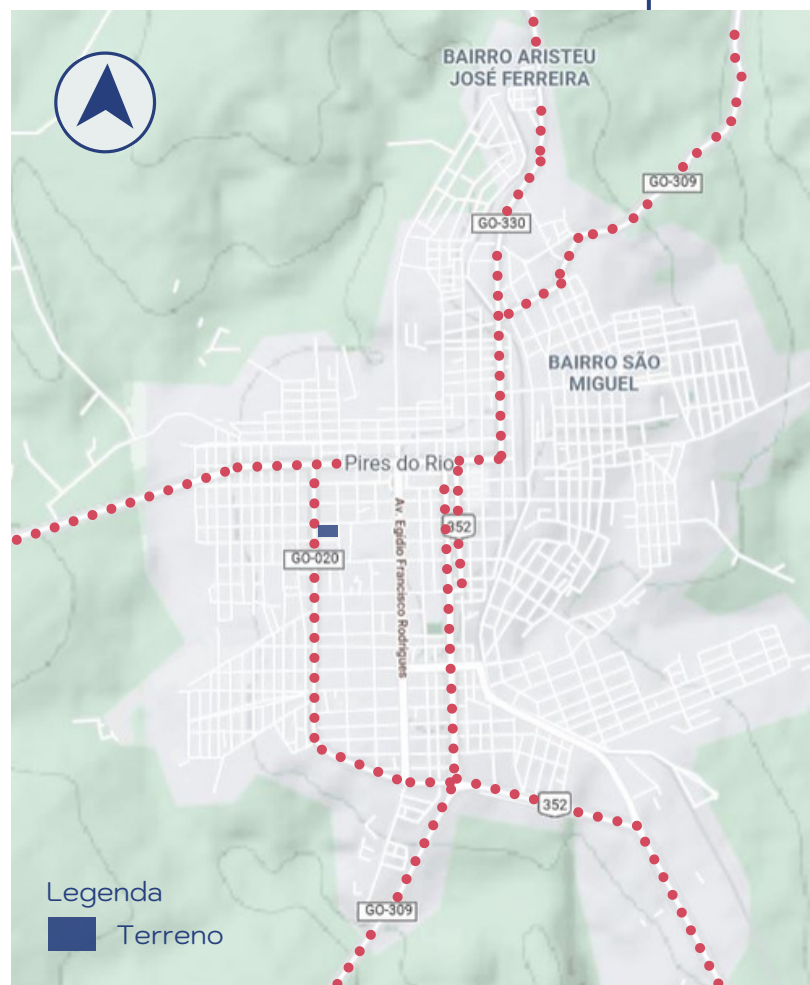 BAIRRO ARISTEU
JOSÉ FERREIRA
GO-309
GO-330
BAIRRO SÃO
MIGUEL
Pires do Rio
Av. Egídio Francisco Rodrigues
352
GO-020
352
Legenda
GO-309
Terreno